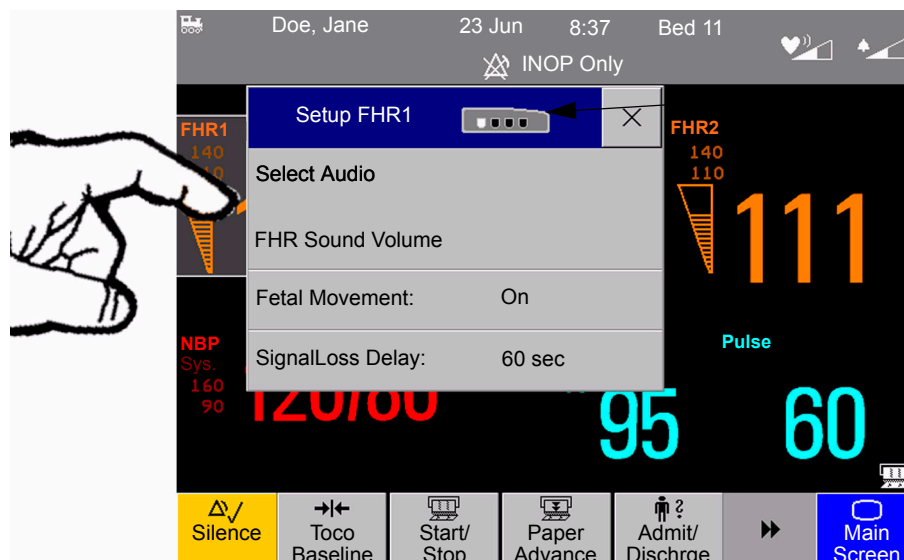 Doe, Jane 23 Jun 8:37 Bed 11
INOP Only
Setup FHR1
FHR1
140
FHR2
140
110
111
Select Audio
FHR Sound Volume
Fetal Movement: On
SignalLoss Delay: 60 sec
NBP
Sys.
160
90
120/80
Pulse
95
60
Silence
Toco
Baseline
Start/
Stop
Paper
Advance
Admit/
Dischrge
Main
Screen